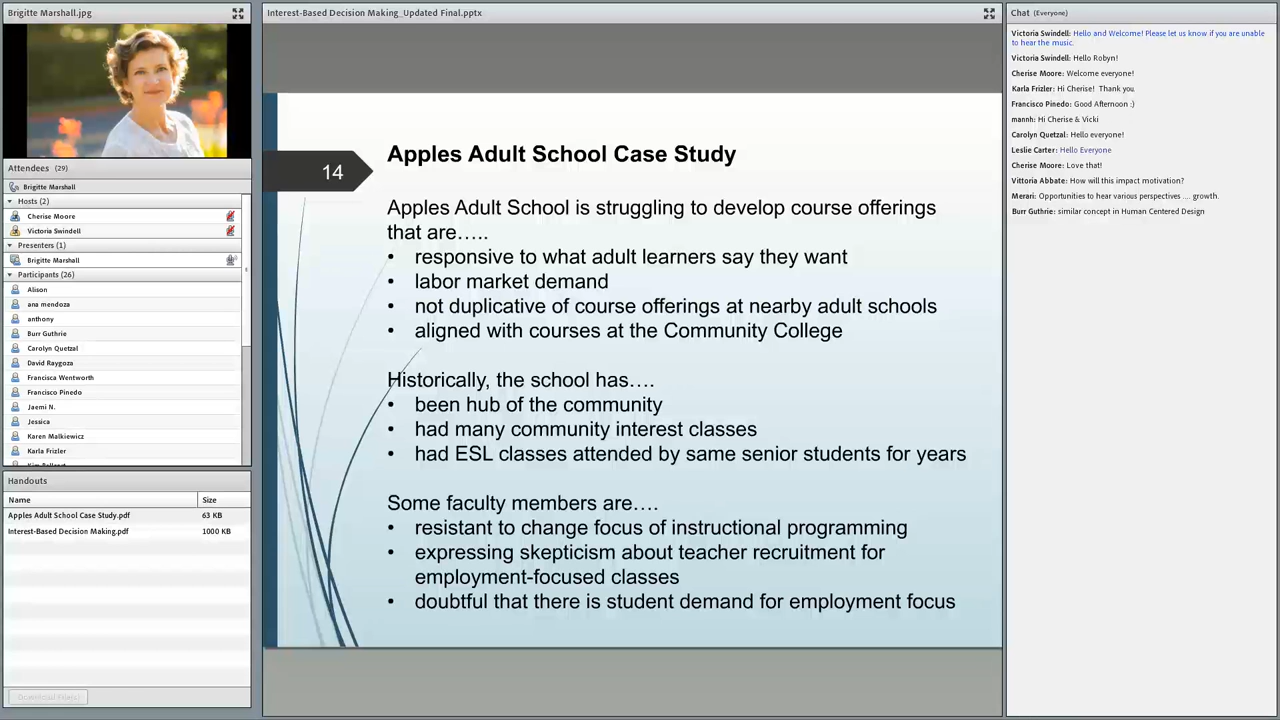 Brigitte Marshall.jpg
Attendees (29)
Brigitte Marshall
Hosts (2)
Cherise Moore
Victoria Swindell
Presenters (1)
Brigitte Marshall
Participants (26)
Alison
ana mendoza
anthony
Burr Guthrie
Carolyn Quetzal
David Raygoza
Francisca Wentworth
Francisco Pinedo
Jaemi N.
Jessica
Karen Malkiewicz
Karla Frizler
Handouts
Name Size
Apples Adult School Case Study.pdf 63 KB
Interest-Based Decision Making.pdf 1000 KB
Interest-Based Decision Making_Updated Final.pptx
14
Apples Adult School Case Study
Apples Adult School is struggling to develop course offerings
that are…..
• responsive to what adult learners say they want
• labor market demand
• not duplicative of course offerings at nearby adult schools
• aligned with courses at the Community College
Historically, the school has….
• been hub of the community
• had many community interest classes
• had ESL classes attended by same senior students for years
Some faculty members are….
• resistant to change focus of instructional programming
• expressing skepticism about teacher recruitment for
employment-focused classes
• doubtful that there is student demand for employment focus
Chat (Everyone)
Victoria Swindell: Hello and Welcome! Please let us know if you are unable
to hear the music.
Victoria Swindell: Hello Robyn!
Cherise Moore: Welcome everyone!
Karla Frizler: Hi Cherise! Thank you.
Francisco Pinedo: Good Afternoon :)
mannh: Hi Cherise & Vicki
Carolyn Quetzal: Hello everyone!
Leslie Carter: Hello Everyone
Cherise Moore: Love that!
Vittoria Abbate: How will this impact motivation?
Merari: Opportunities to hear various perspectives .... growth.
Burr Guthrie: similar concept in Human Centered Design